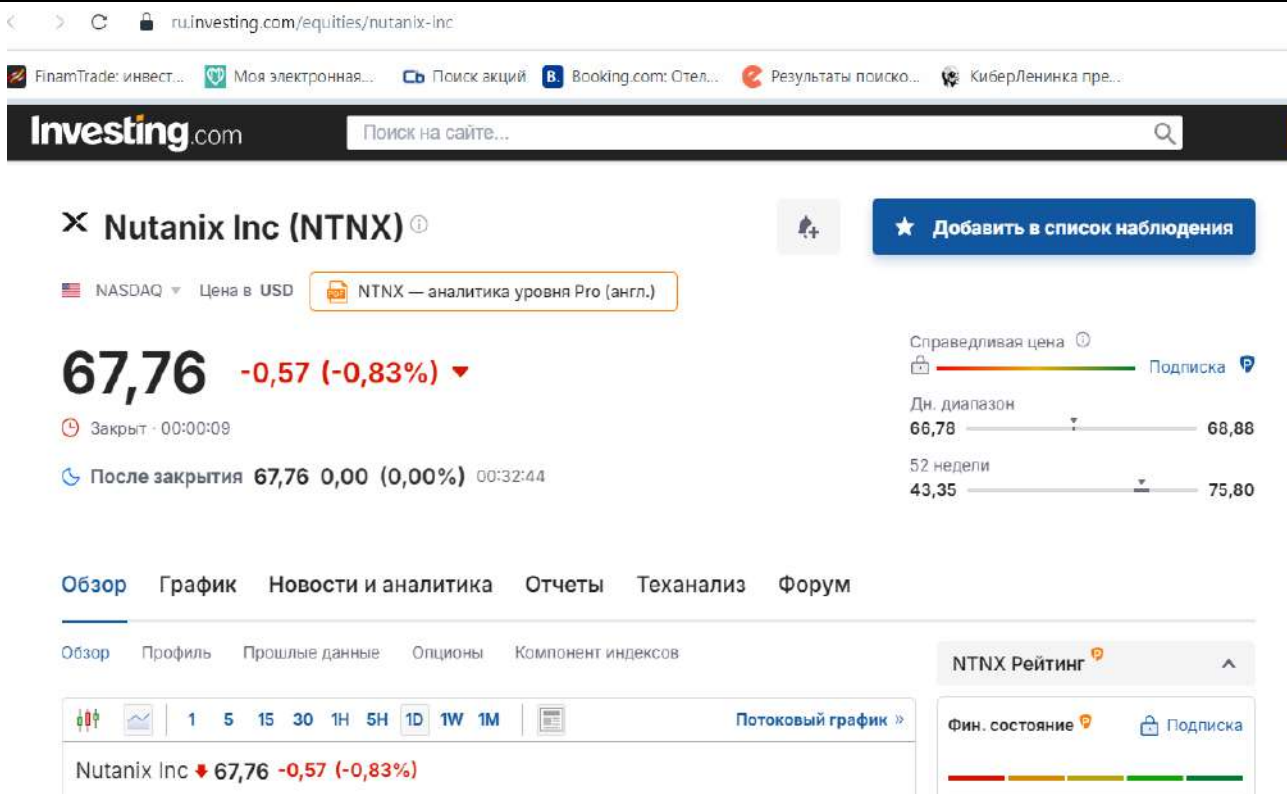 ru.investing.com/equities/nutanix-inc
FinamTrade: инвест... Моя электронная... Сb Поиск акций B. Booking.com: Отел... Результаты поиско... КиберЛенинка пре...
Investing.com Поиск на сайте...
Nutanix Inc (NTNX)
Добавить в список наблюдения
NASDAQ Цена в USD PDF NTNX — аналитика уровня Pro (англ.)
67,76 -0,57 (-0,83%)
Закрыт · 00:00:09
После закрытия 67,76 0,00 (0,00%) 00:32:44
Справедливая цена
Подписка
Дн. диапазон
66,78 68,88
52 недели
43,35 75,80
Обзор График Новости и аналитика Отчеты Теханализ Форум
Обзор Профиль Прошлые данные Опционы Компонент индексов
NTNX Рейтинг
1 5 15 30 1H 5H 1D 1W 1M Потоковый график »
Фин. состояние Подписка
Nutanix Inc 67,76 -0,57 (-0,83%)